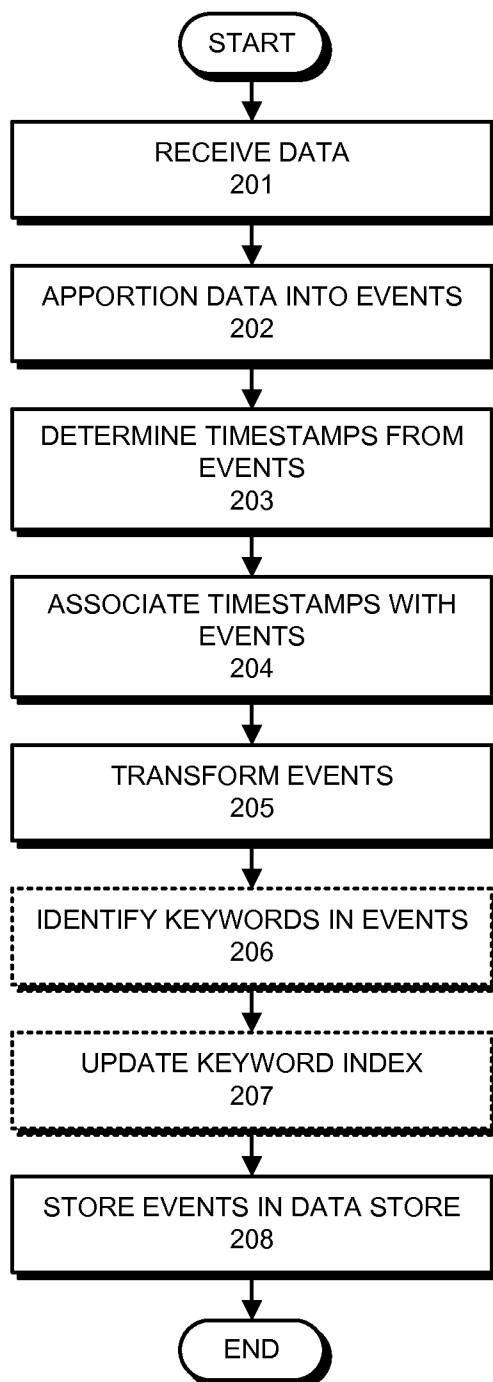 START
RECEIVE DATA
201
APPORTION DATA INTO EVENTS
202
DETERMINE TIMESTAMPS FROM
EVENTS
203
ASSOCIATE TIMESTAMPS WITH
EVENTS
204
TRANSFORM EVENTS
205
IDENTIFY KEYWORDS IN EVENTS
206
UPDATE KEYWORD INDEX
207
STORE EVENTS IN DATA STORE
208
END